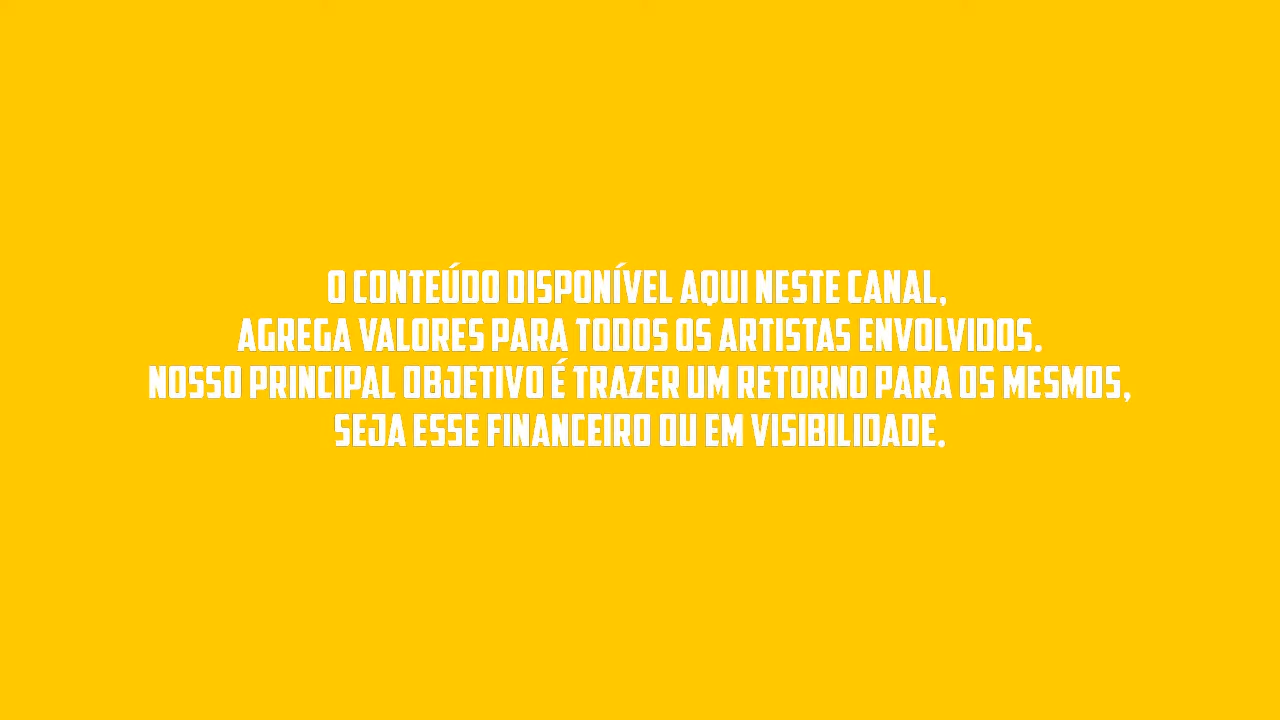 O CONTEÚDO DISPONÍVEL AQUI NESTE CANAL,
AGREGA VALORES PARA TODOS OS ARTISTAS ENVOLVIDOS.
NOSSO PRINCIPAL OBJETIVO É TRAZER UM RETORNO PARA OS MESMOS,
SEJA ESSE FINANCEIRO OU EM VISIBILIDADE.